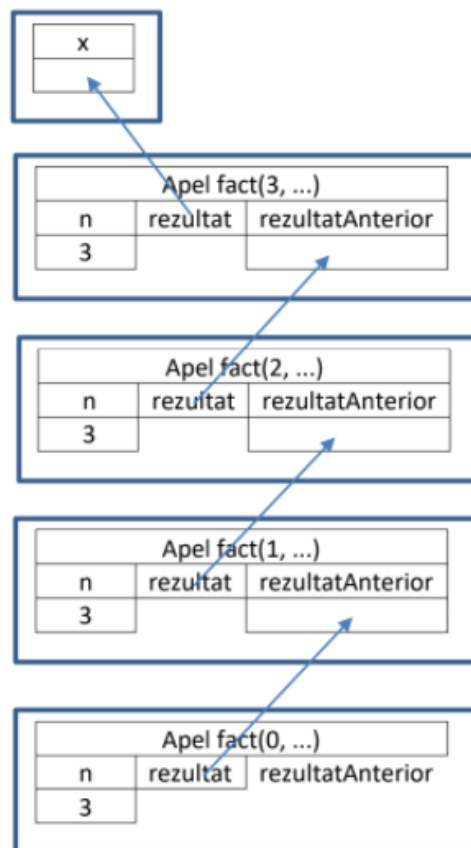 x
Apel fact(3, ...)
n rezultat rezultatAnterior
3
Apel fact(2, ...)
n rezultat rezultatAnterior
3
Apel fact(1, ...)
n rezultat rezultatAnterior
3
Apel fact(0, ...)
n rezultat rezultatAnterior
3